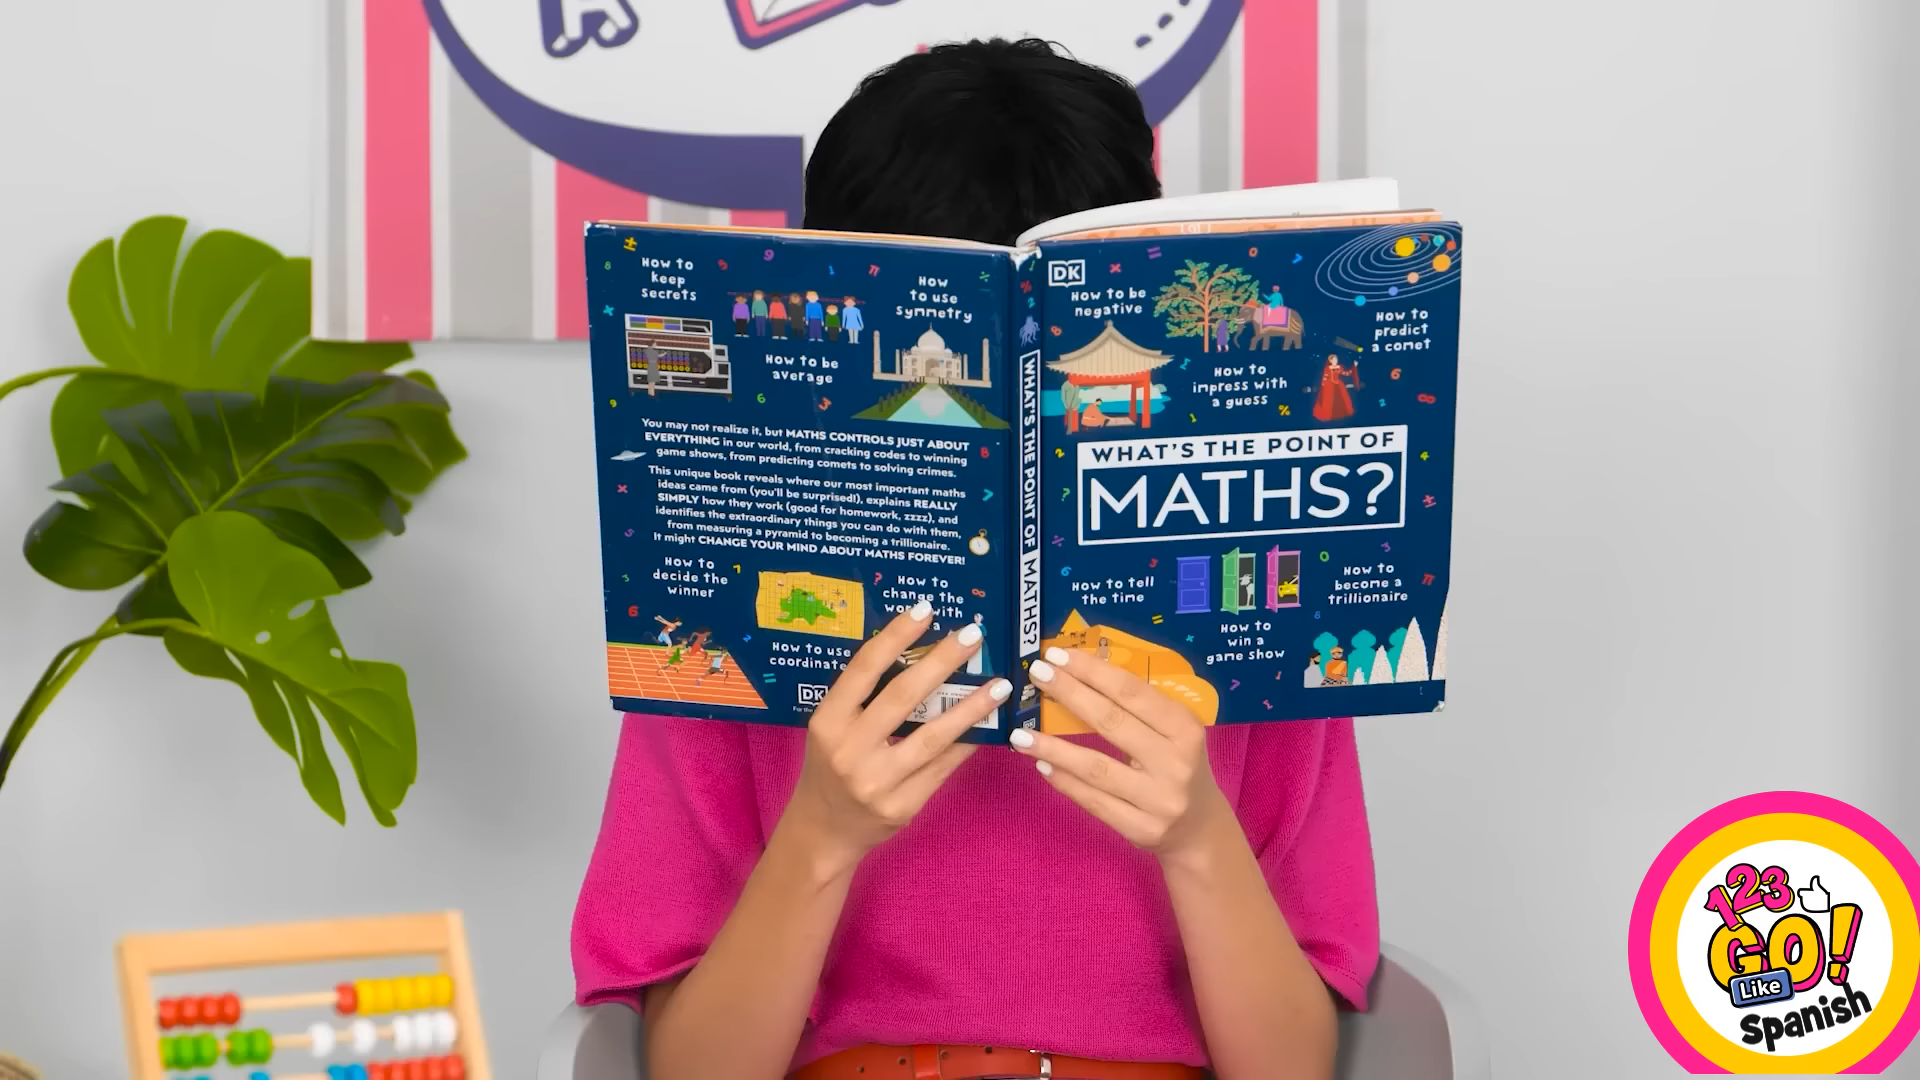 How to
keep
secrets
How
to use
symmetry
How to be
average
You may not realize it, but MATHS CONTROLS JUST ABOUT
EVERYTHING in our world, from cracking codes to winning
game shows, from predicting comets to solving crimes.
This unique book reveals where our most important maths
ideas came from (you'll be surprised!), explains REALLY
SIMPLY how they work (good for homework, zzzz), and
identifies the extraordinary things you can do with them,
from measuring a pyramid to becoming a trillionaire.
It might CHANGE YOUR MIND ABOUT MATHS FOREVER!
How to
decide the
winner
How to
change the
with
a
How to use
DK
WHAT'S THE POINT OF MATHS?
DK
How to be
negative
How to
predict
a comet
How to
impress with
a guess
WHAT'S THE POINT OF
MATHS?
How to tell
the time
How to
become a
trillionaire
How to
win a
game show
123
GO!
Like
Spanish